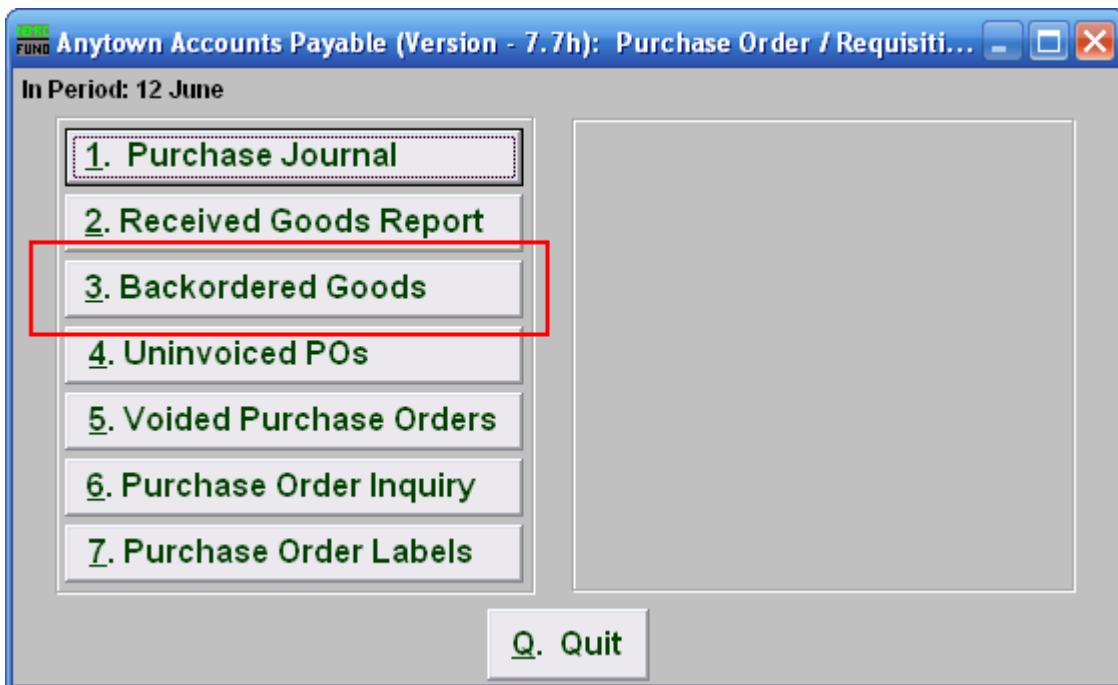 FUND Anytown Accounts Payable (Version - 7.7h): Purchase Order / Requisiti...
In Period: 12 June
1. Purchase Journal
2. Received Goods Report
3. Backordered Goods
4. Uninvoiced POs
5. Voided Purchase Orders
6. Purchase Order Inquiry
7. Purchase Order Labels
Q. Quit